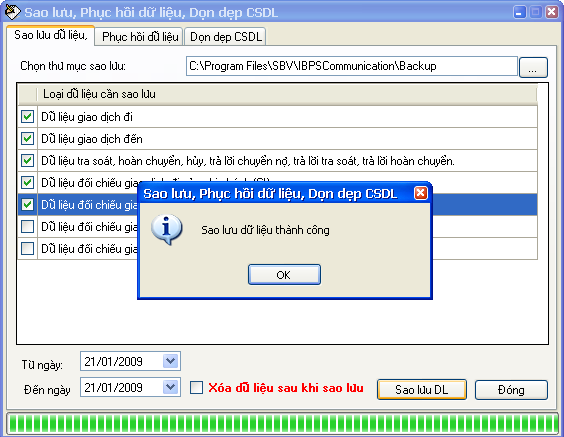 Sao lưu, Phục hồi dữ liệu, Dọn dẹp CSDL
Sao lưu dữ liệu, Phục hồi dữ liệu Dọn dẹp CSDL
Chọn thư mục sao lưu: C:\Program Files\SBV\IBPSCommunication\Backup ...
Loại dữ liệu cần sao lưu
Dữ liệu giao dịch đi
Dữ liệu giao dịch đến
Dữ liệu tra soát, hoàn chuyển, hủy, trả lời chuyển nợ, trả lời tra soát, trả lời hoàn chuyển.
Dữ liệu đối chiếu
Dữ liệu đối chiếu
Dữ liệu đối chiếu
Dữ liệu đối chiếu
Sao lưu, Phục hồi dữ liệu, Dọn dẹp CSDL
Sao lưu dữ liệu thành công
OK
Từ ngày: 21/01/2009
Đến ngày 21/01/2009 Xóa dữ liệu sau khi sao lưu Sao lưu DL Đóng